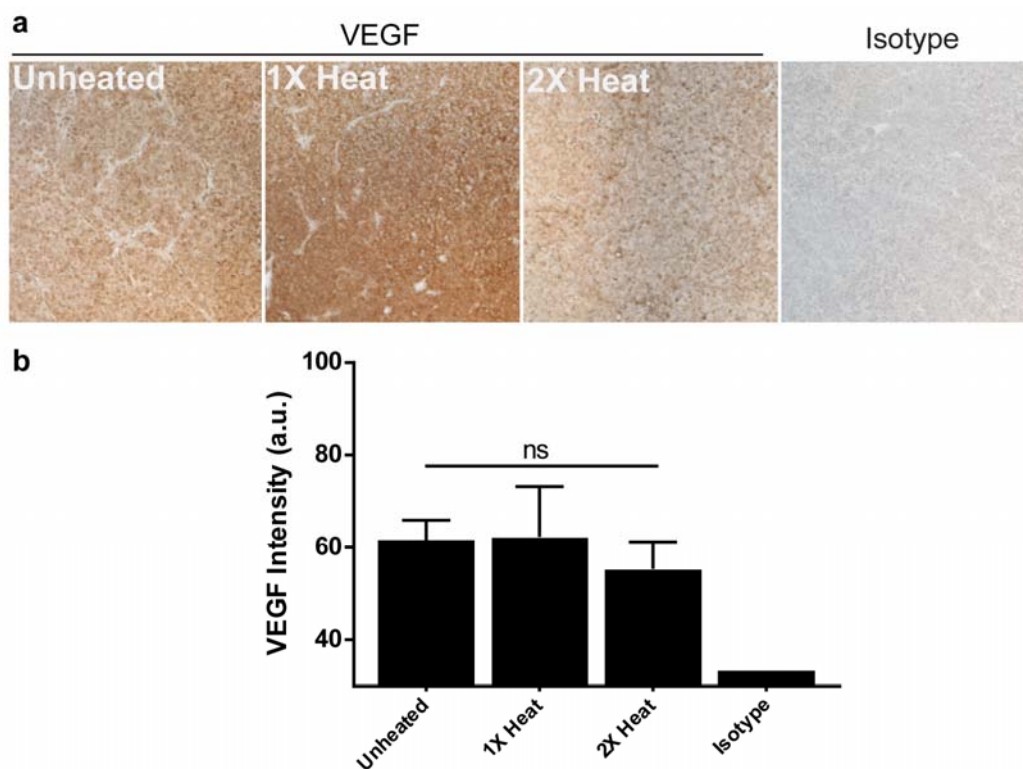 a
VEGF
Isotype
Unheated
1X Heat
2X Heat
b
VEGF Intensity (a.u.)
100
80
60
40
ns
Unheated
1X Heat
2X Heat
Isotype